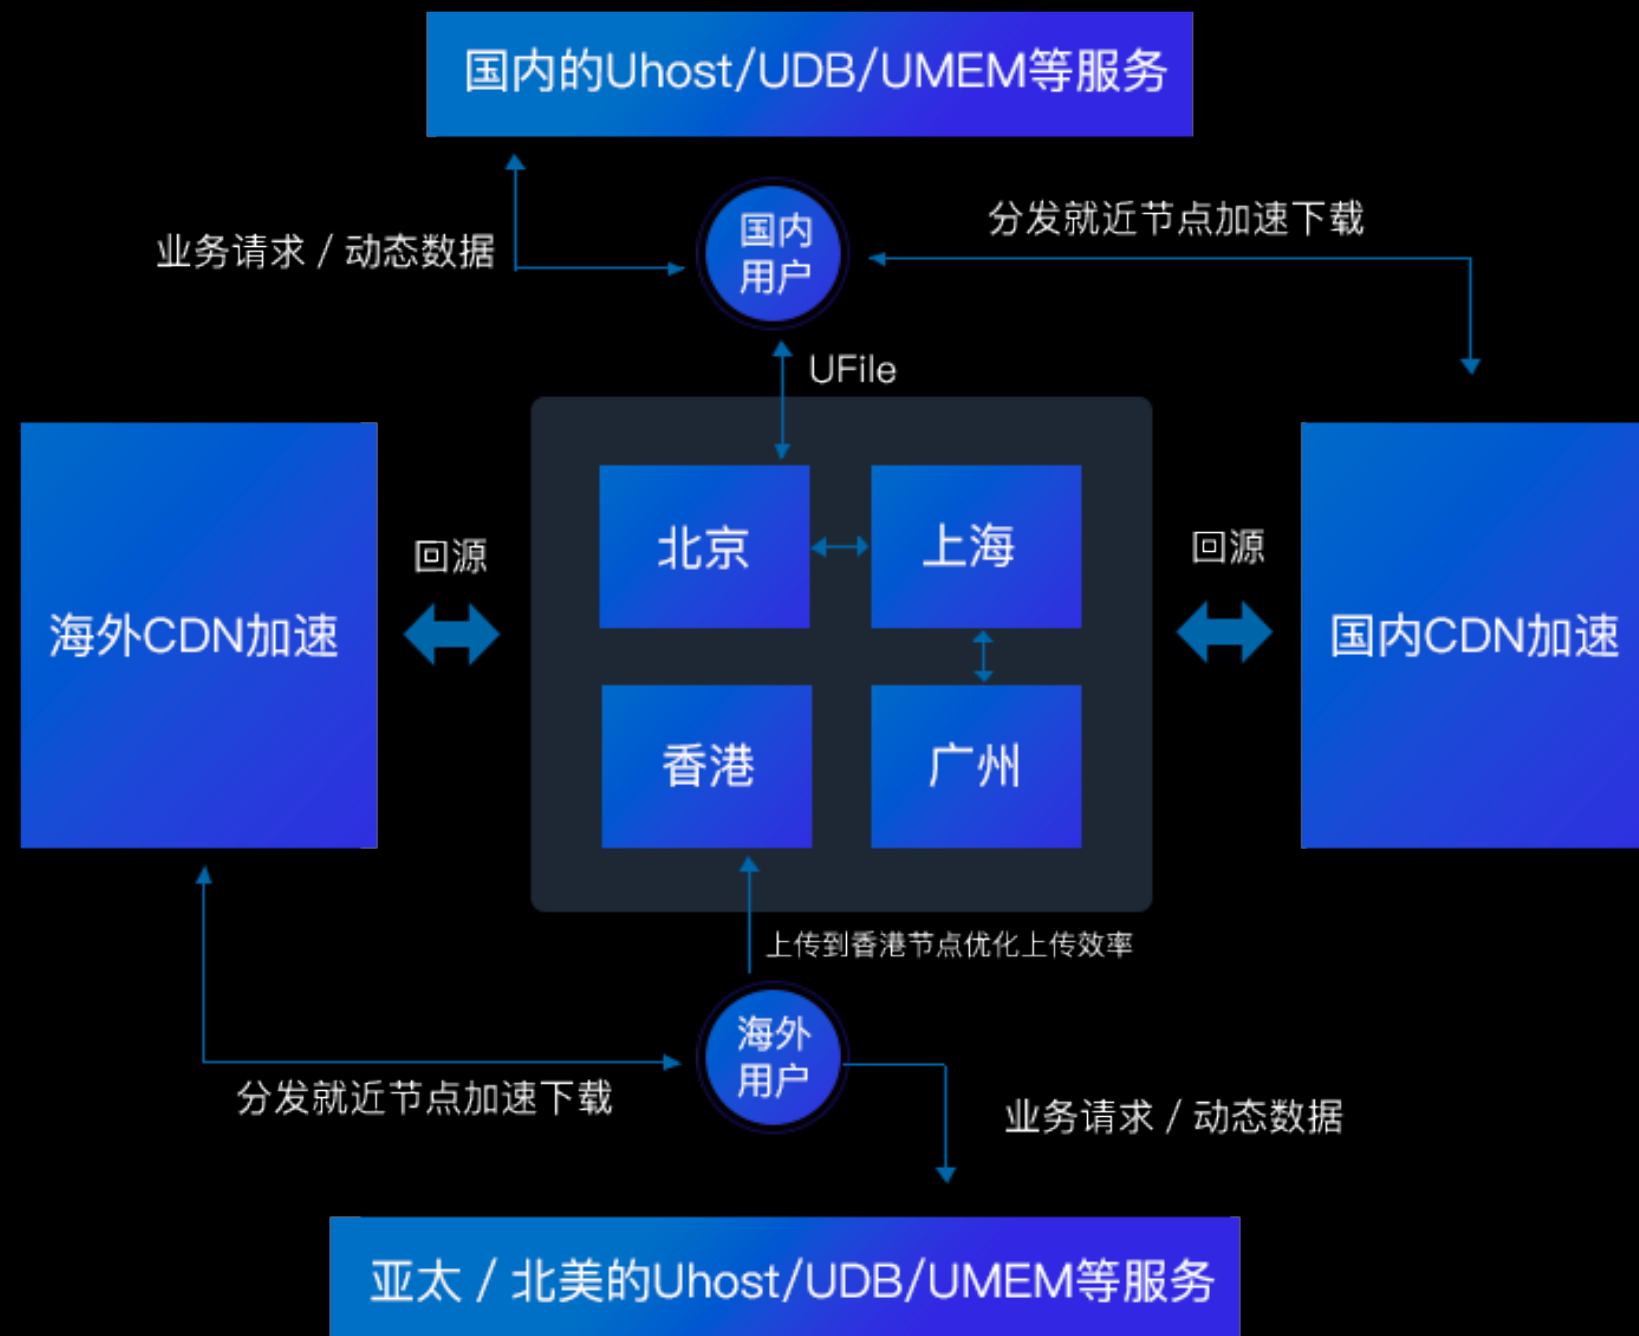 国内的Uhost/UDB/UMEM等服务
业务请求 / 动态数据
国内
用户
分发就近节点加速下载
UFile
海外CDN加速
回源
北京
上海
回源
国内CDN加速
香港
广州
上传到香港节点优化上传效率
海外
用户
分发就近节点加速下载
业务请求 / 动态数据
亚太 / 北美的Uhost/UDB/UMEM等服务